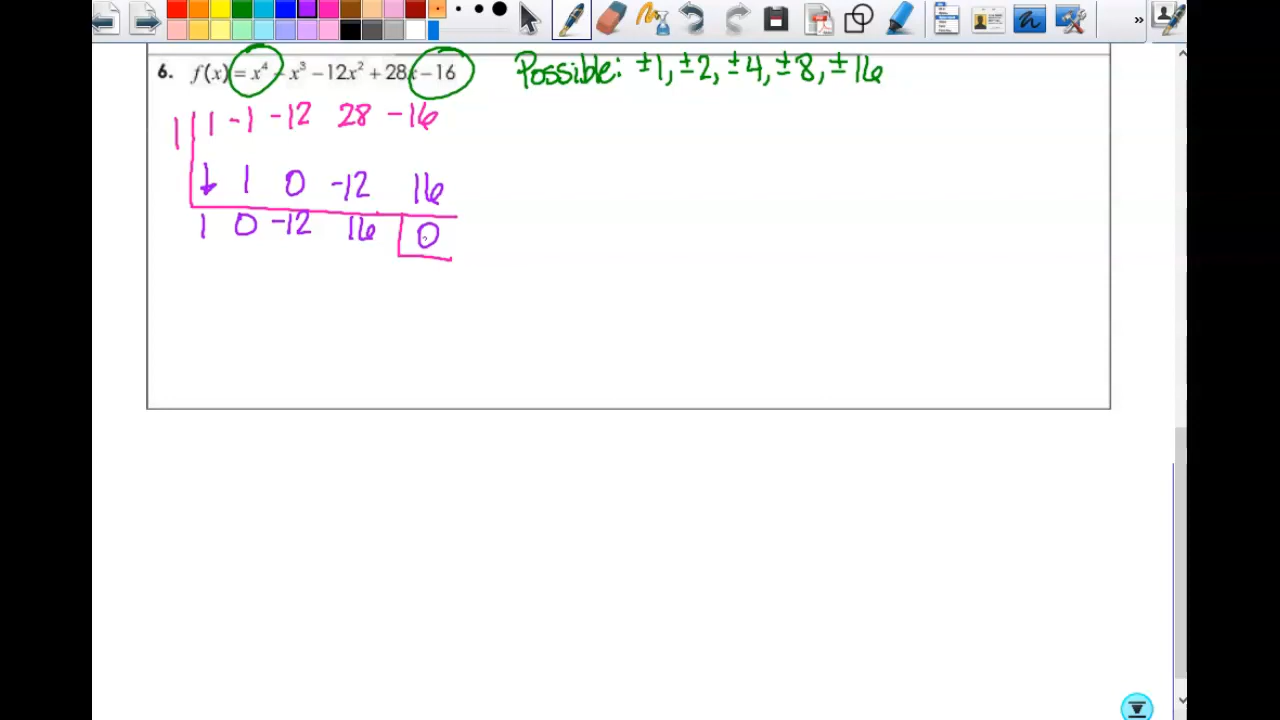 6. f(x) = x⁴ − x³ − 12x² + 28x − 16 Possible: ±1, ±2, ±4, ±8, ±16
1 1 -1 -12 28 -16
↓ 1 0 -12 16
1 0 -12 16 0